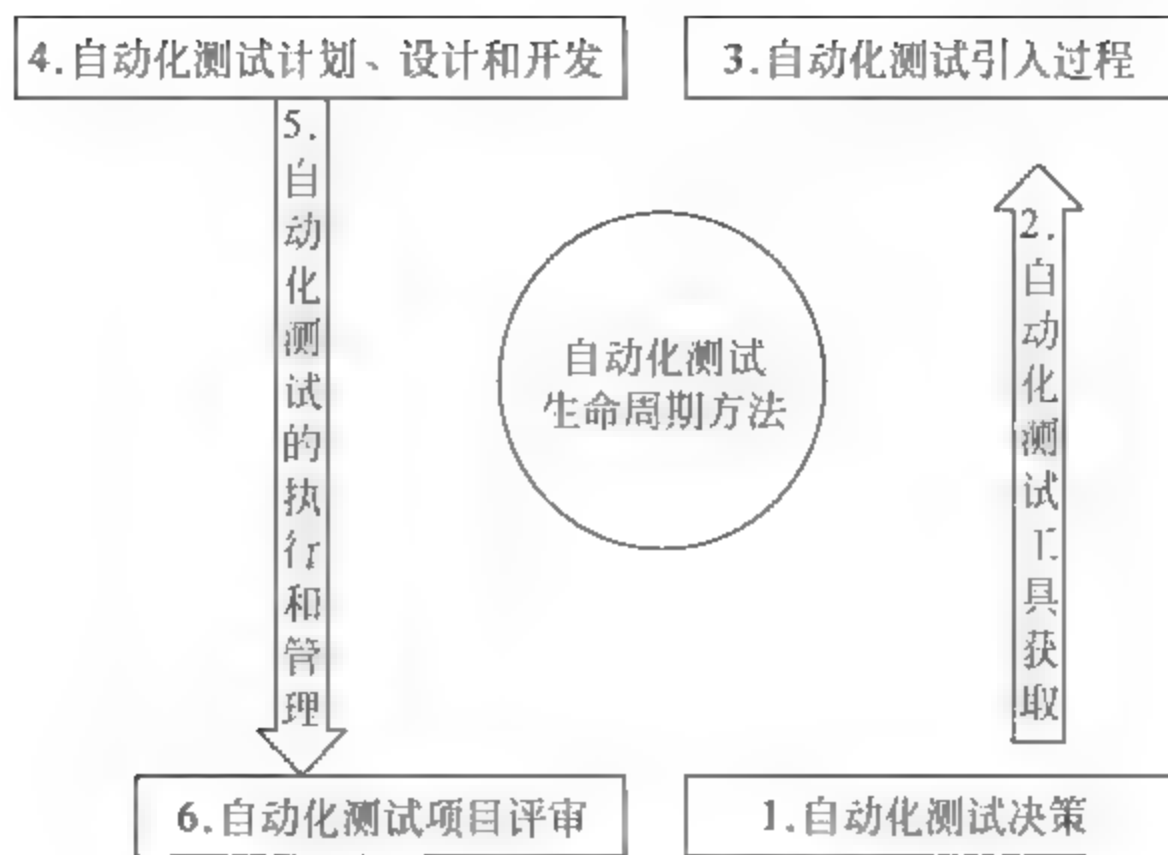 4.自动化测试计划、设计和开发
3.自动化测试引入过程
5.自动化测试的执行和管理
自动化测试
生命周期方法
2.自动化测试工具获取
6.自动化测试项目评审
1.自动化测试决策